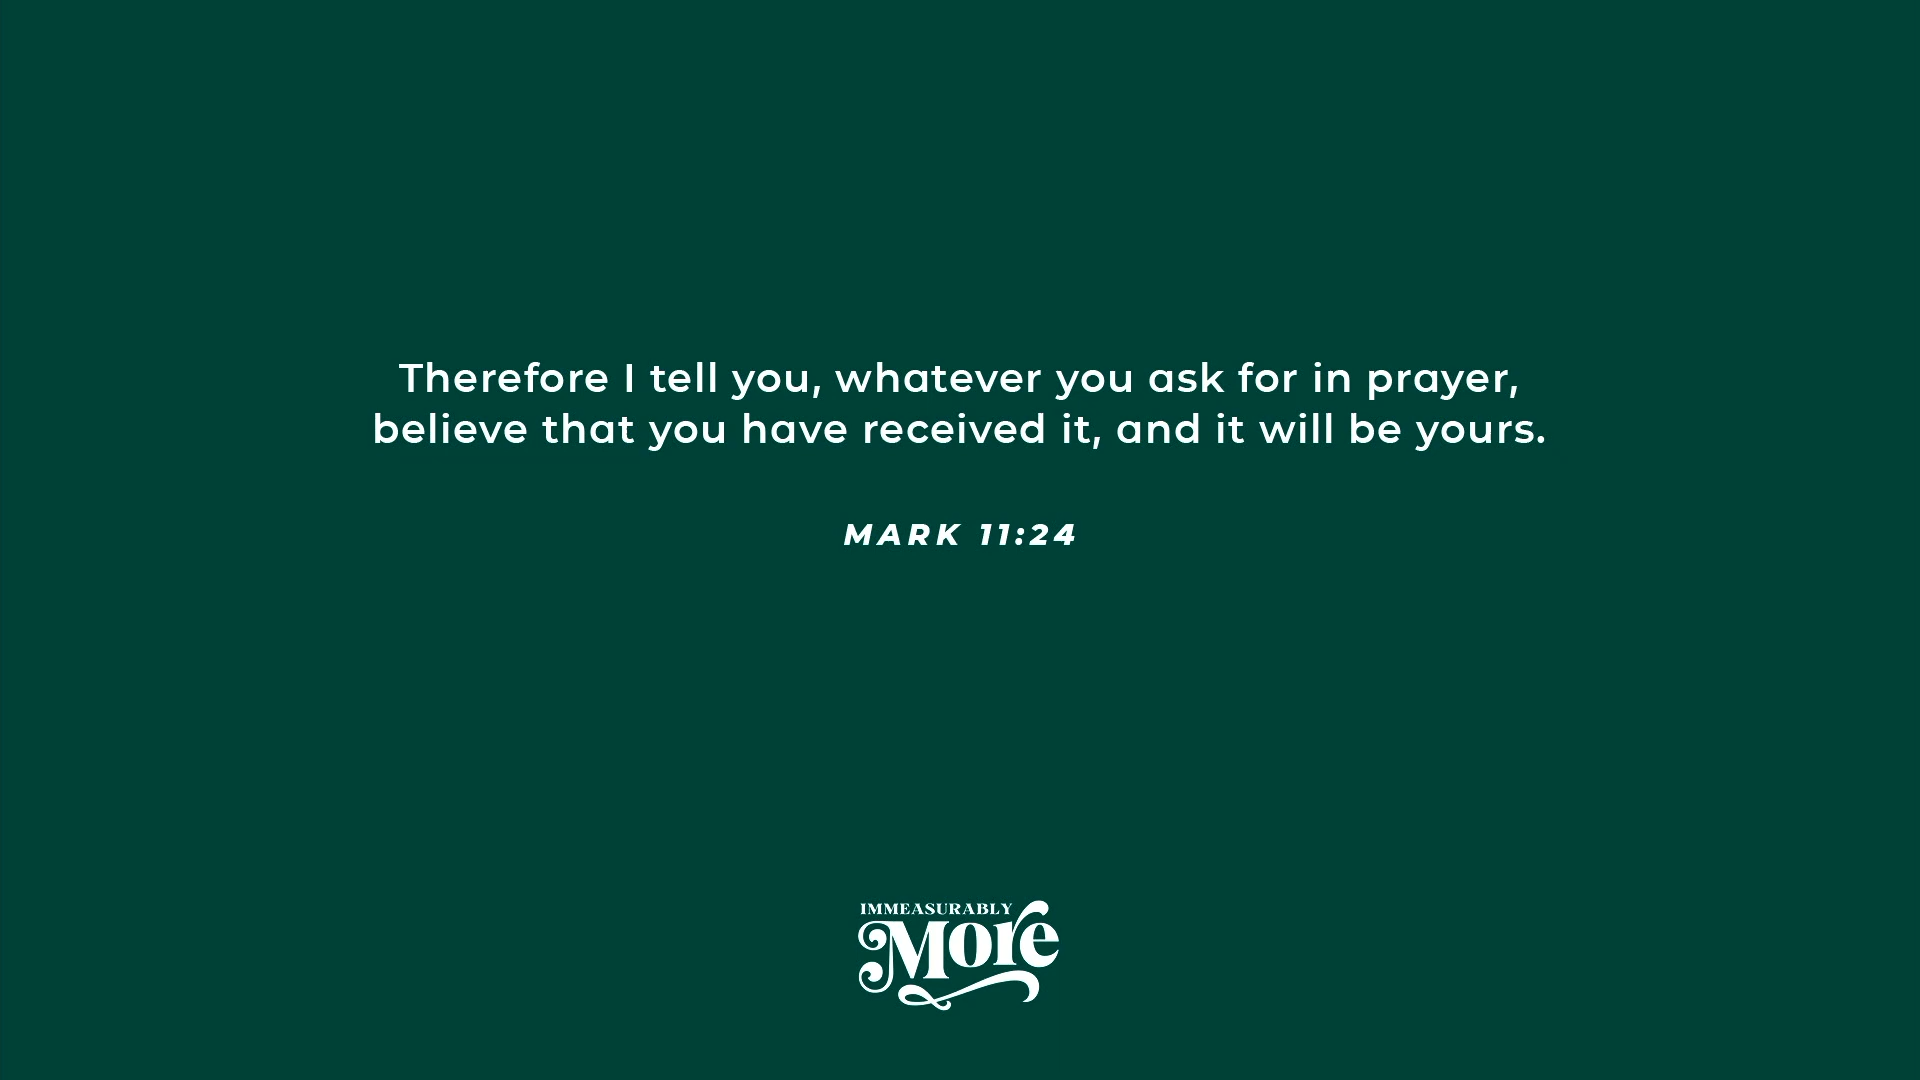 Therefore I tell you, whatever you ask for in prayer,
believe that you have received it, and it will be yours.
MARK 11:24
IMMEASURABLY
More